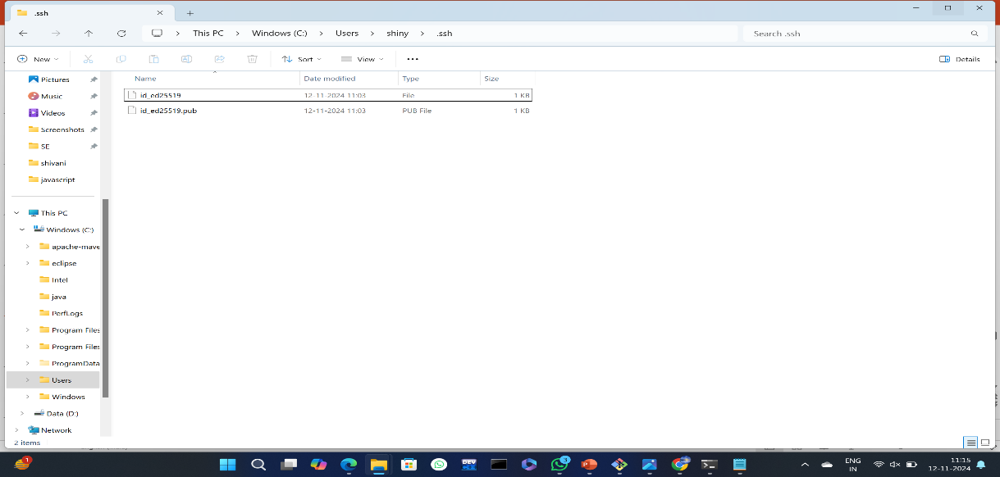 .ssh
This PC > Windows (C:) > Users > shiny > .ssh
Search .ssh
New
Sort
View
Details
Name Date modified Type Size
id_ed25519 12-11-2024 11:03 File 1 KB
id_ed25519.pub 12-11-2024 11:03 PUB File 1 KB
Pictures
Music
Videos
Screenshots
SE
shivani
javascript
This PC
Windows (C:)
apache-mave
eclipse
Intel
java
PerfLogs
Program Files
Program Files
ProgramData
Users
Windows
Data (D:)
Network
2 items
1
DEV
3
ENG
IN
11:15
12-11-2024